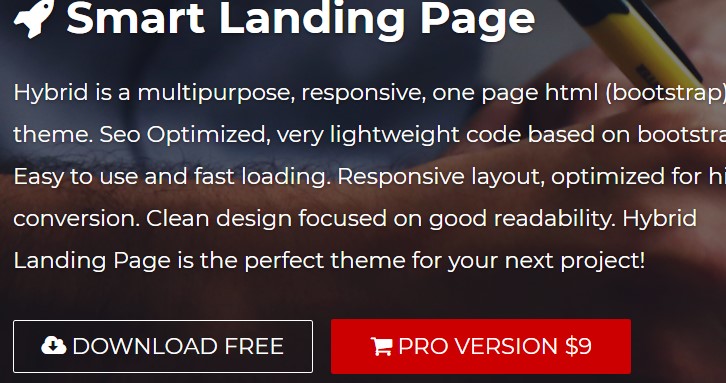 Smart Landing Page
Hybrid is a multipurpose, responsive, one page html (bootstrap)
theme. Seo Optimized, very lightweight code based on
Easy to use and fast loading. Responsive layout, optimized for
conversion. Clean design focused on good readability. Hybrid
Landing Page is the perfect theme for your next project!
DOWNLOAD FREE
PRO VERSION $9